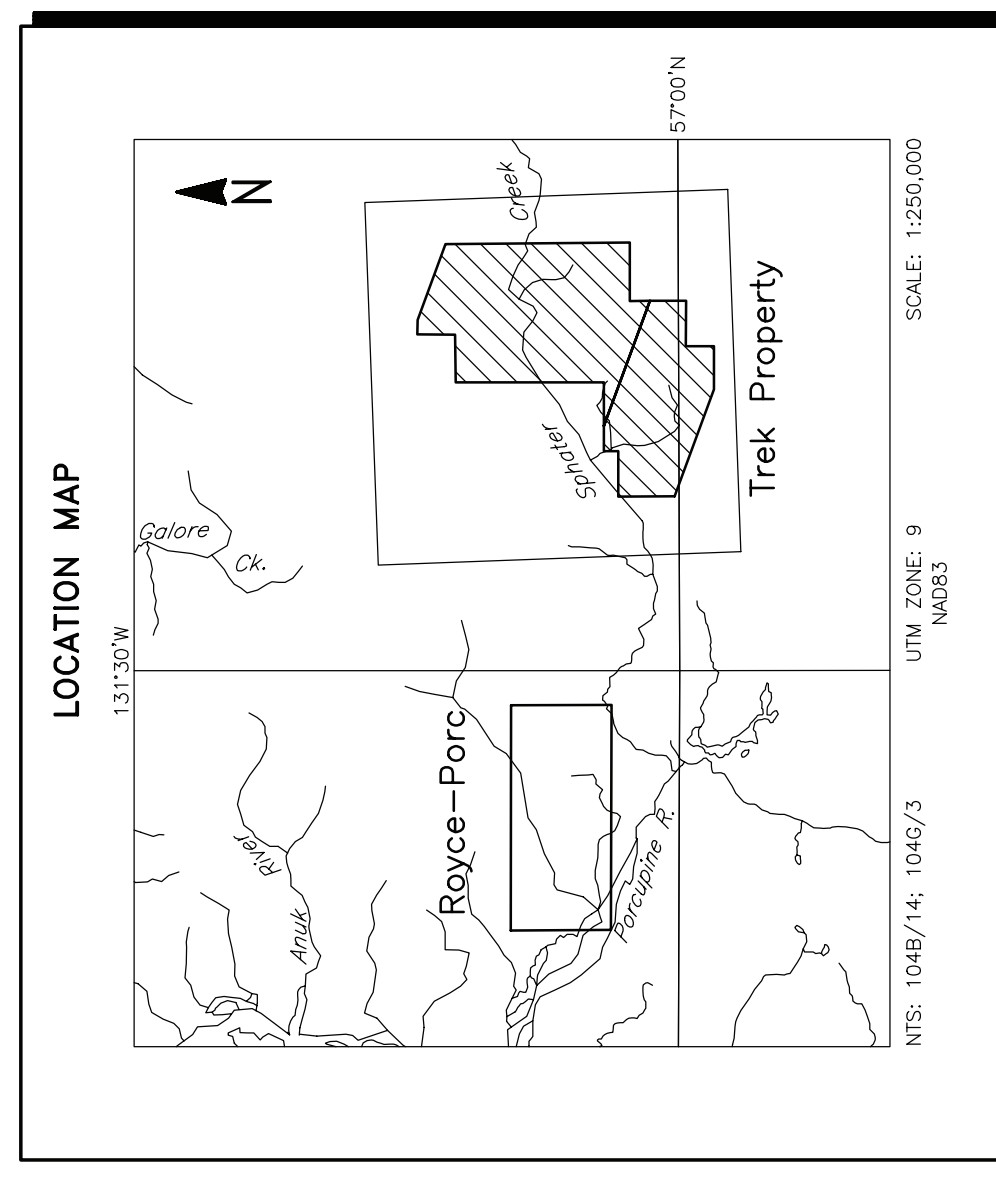 LOCATION MAP
131°30'W
N
Galore
Ck.
Creek
River
Anuk
Sphater
Royce-Porc
Porcupine R.
57°00'N
Trek Property
NTS: 104B/14; 104G/3
UTM ZONE: 9
SCALE: 1:250,000
NAD83